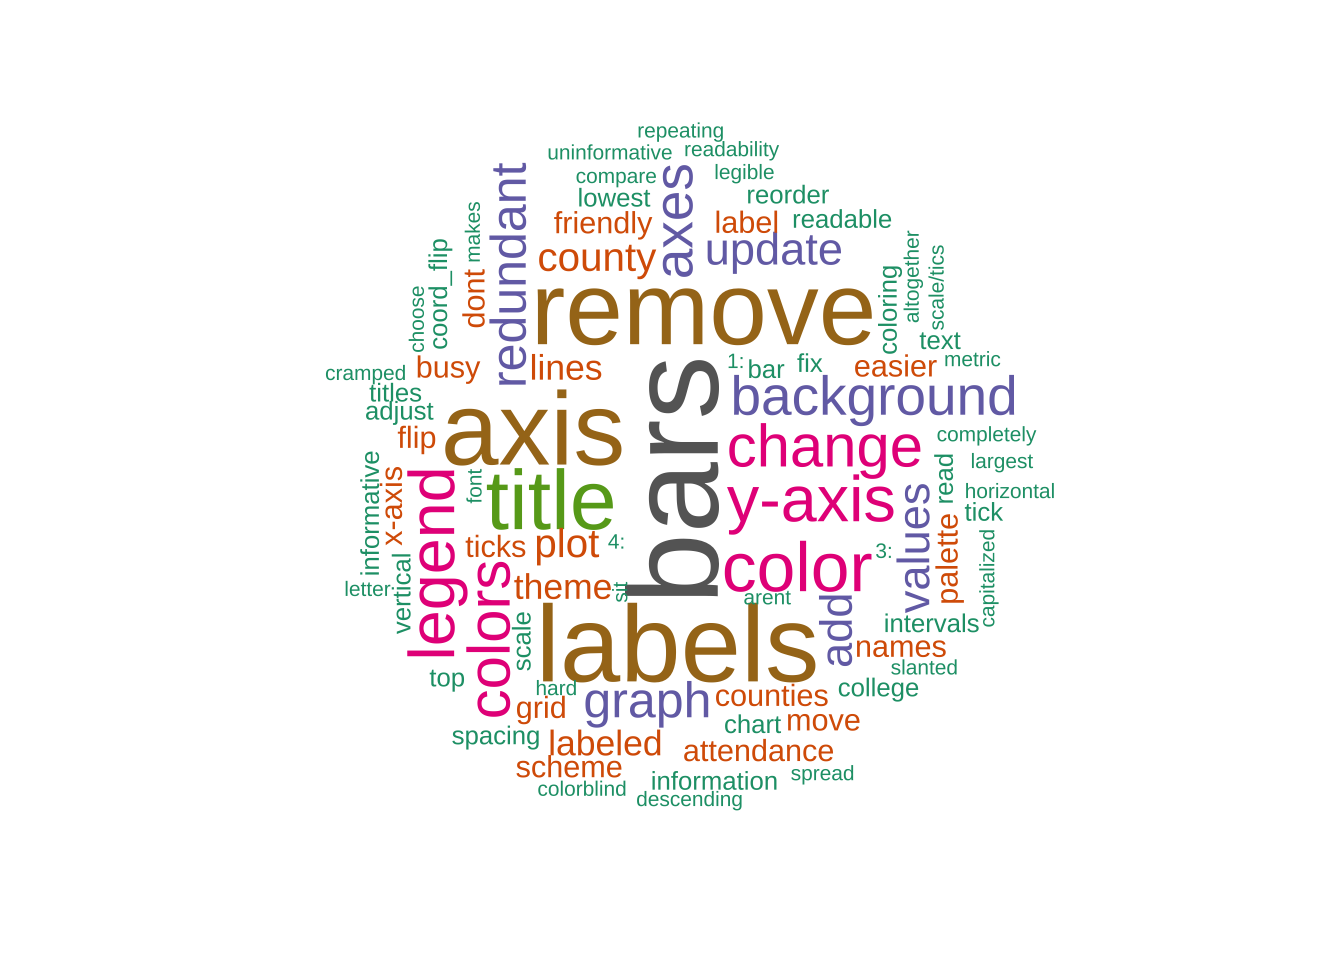 repeating
uninformative
readability
compare
legible
lowest
reorder
axes
redundant
friendly
label
readable
makes
county
update
coord_flip
dont
remove
coloring
altogether
scale/tics
choose
text
cramped
busy
lines
1:
bar
fix
easier
metric
titles
adjust
axis
bars
background
flip
change
completely
largest
informative
x-axis
legend
font
title
y-axis
values
read
horizontal
tick
ticks
plot
4:
color
3:
palette
capitalized
letter
vertical
colors
theme
sit
arent
labels
add
intervals
scale
names
slanted
top
hard
grid
graph
counties
college
spacing
labeled
chart
move
attendance
scheme
information
spread
colorblind
descending